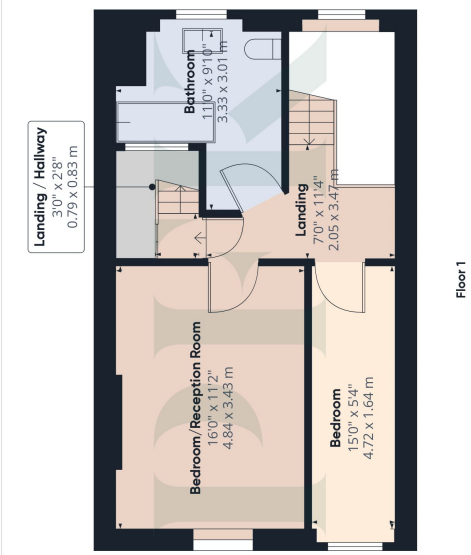 Landing / Hallway
3'0" x 2'8"
0.79 x 0.83 m
Bathroom
11'0" x 9'10"
3.33 x 3.01 m
Landing
7'0" x 11'4"
2.05 x 3.47 m
Bedroom/Reception Room
16'0" x 11'2"
4.84 x 3.43 m
Bedroom
15'0" x 5'4"
4.72 x 1.64 m
Floor 1